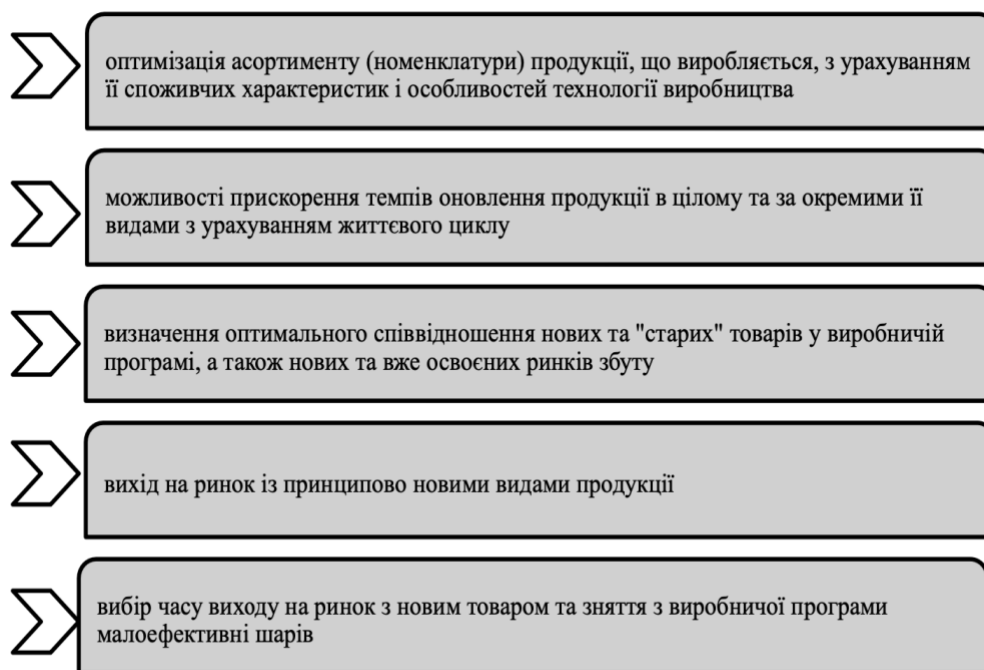 оптимізація асортименту (номенклатури) продукції, що виробляється, з урахуванням
її споживчих характеристик і особливостей технології виробництва
можливості прискорення темпів оновлення продукції в цілому та за окремими її
видами з урахуванням життєвого циклу
визначення оптимального співвідношення нових та "старих" товарів у виробничій
програмі, а також нових та вже освоєних ринків збуту
вихід на ринок із принципово новими видами продукції
вибір часу виходу на ринок з новим товаром та зняття з виробничої програми
малоефективні шарів